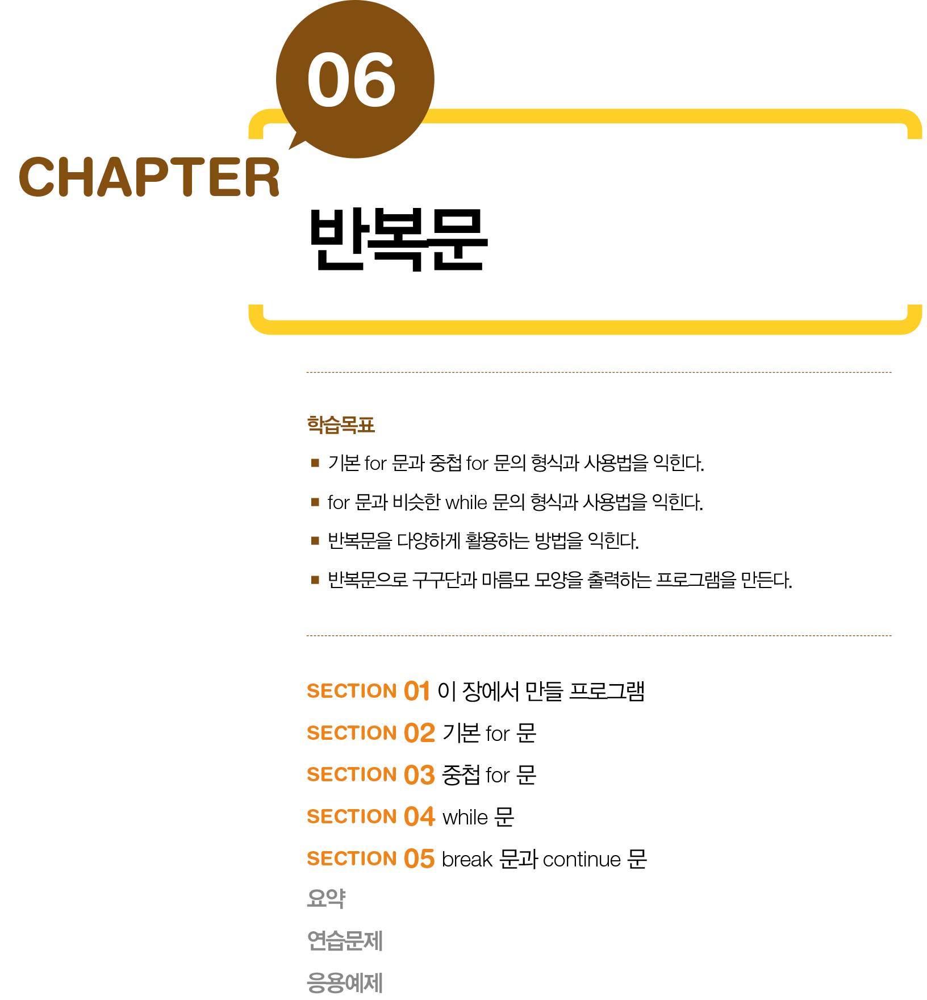 06
CHAPTER
반복문
학습목표
■ 기본 for 문과 중첩 for 문의 형식과 사용법을 익힌다.
■ for 문과 비슷한 while 문의 형식과 사용법을 익힌다.
■ 반복문을 다양하게 활용하는 방법을 익힌다.
■ 반복문으로 구구단과 마름모 모양을 출력하는 프로그램을 만든다.
SECTION 01 이 장에서 만들 프로그램
SECTION 02 기본 for 문
SECTION 03 중첩 for 문
SECTION 04 while 문
SECTION 05 break 문과 continue 문
요약
연습문제
응용예제